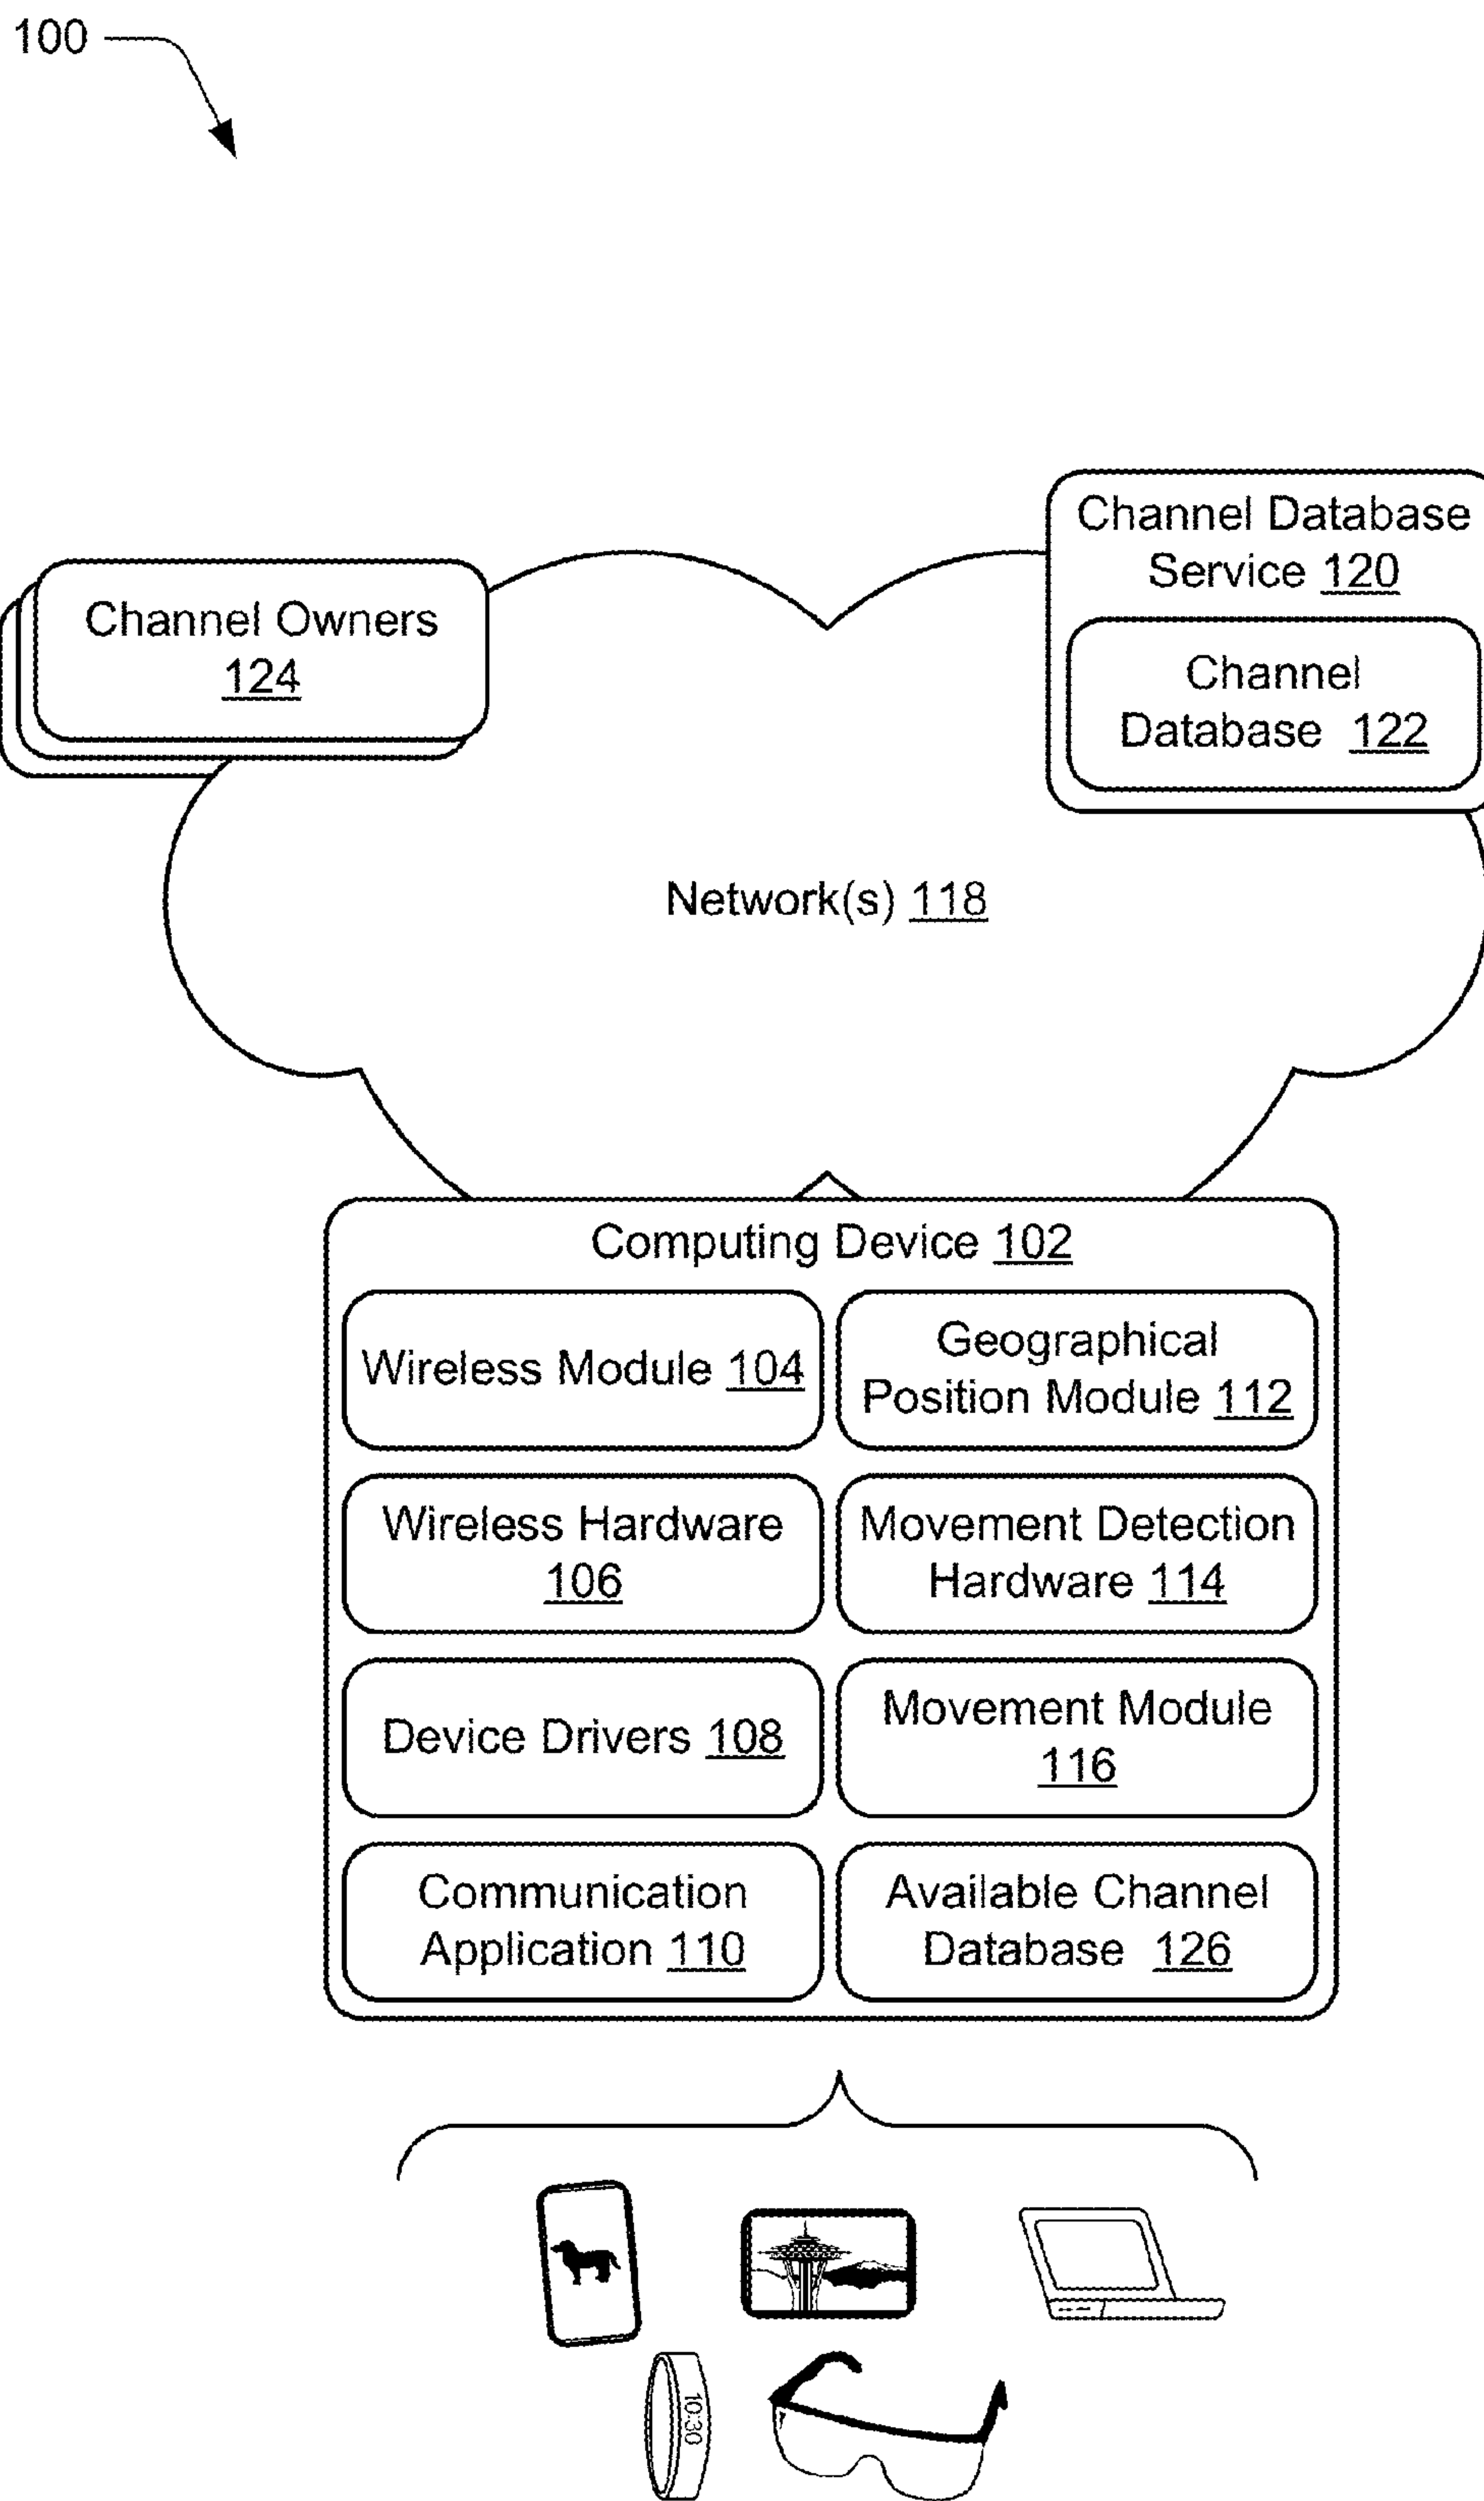 100
Channel Database
Service 120
Channel Owners
124
Channel
Database 122
Network(s) 118
Computing Device 102
Wireless Module 104
Geographical
Position Module 112
Wireless Hardware
106
Movement Detection
Hardware 114
Device Drivers 108
Movement Module
116
Communication
Application 110
Available Channel
Database 126
10:30